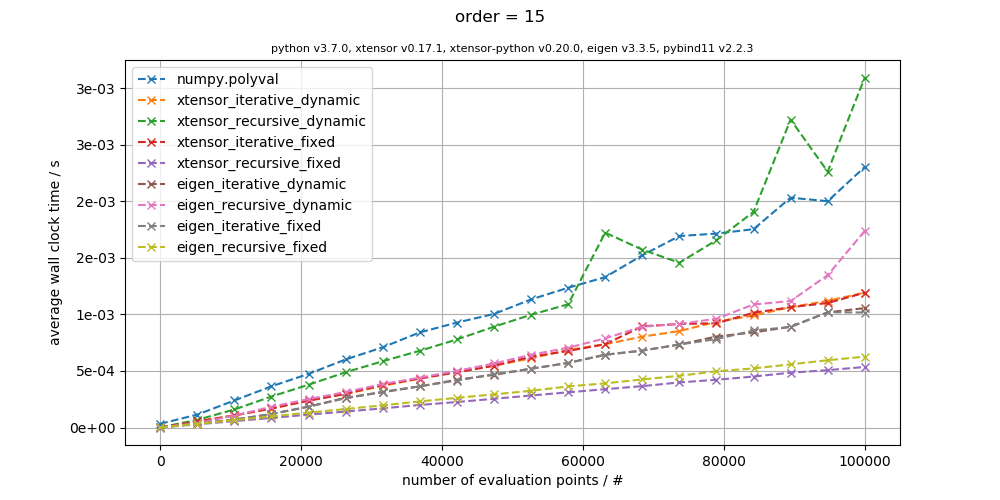 order = 15
python v3.7.0, xtensor v0.17.1, xtensor-python v0.20.0, eigen v3.3.5, pybind11 v2.2.3
numpy.polyval
xtensor_iterative_dynamic
xtensor_recursive_dynamic
xtensor_iterative_fixed
xtensor_recursive_fixed
eigen_iterative_dynamic
eigen_recursive_dynamic
eigen_iterative_fixed
eigen_recursive_fixed
average wall clock time / s
3e-03
3e-03
2e-03
2e-03
1e-03
5e-04
0e+00
0 20000 40000 60000 80000 100000
number of evaluation points / #